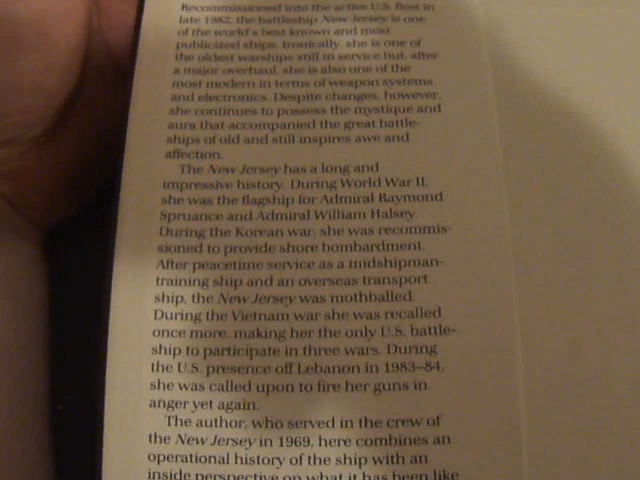 Recommissioned into the active U.S. fleet in
late 1982, the battleship New Jersey is one
of the world's best known and most
publicized ships. Ironically, she is one of
the oldest warships still in service but, after
a major overhaul, she is also one of the
most modern in terms of weapon systems
and electronics. Despite changes, however,
she continues to possess the mystique and
aura that accompanied the great battle-
ships of old and still inspires awe and
affection.
The New Jersey has a long and
impressive history. During World War II,
she was the flagship for Admiral Raymond
Spruance and Admiral William Halsey.
During the Korean war, she was recommis-
sioned to provide shore bombardment.
After peacetime service as a midshipman-
training ship and an overseas transport
ship, the New Jersey was mothballed.
During the Vietnam war she was recalled
once more, making her the only U.S. battle-
ship to participate in three wars. During
the U.S. presence off Lebanon in 1983–84,
she was called upon to fire her guns in
anger yet again.
The author, who served in the crew of
the New Jersey in 1969, here combines an
operational history of the ship with an
inside perspective on what it has been like